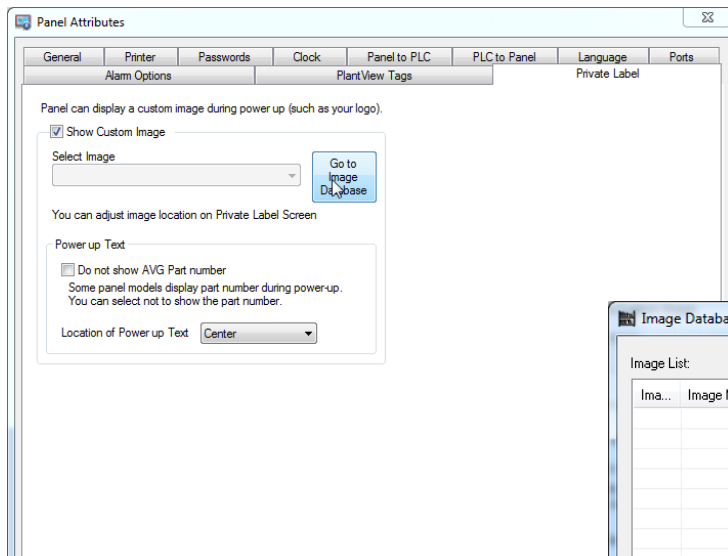 Panel Attributes
General Printer Passwords Clock Panel to PLC PLC to Panel Language Ports
Alarm Options PlantView Tags Private Label
Panel can display a custom image during power up (such as your logo).
Show Custom Image
Select Image
Go to
Image
Database
You can adjust image location on Private Label Screen
Power up Text
Do not show AVG Part number
Some panel models display part number during power-up.
You can select not to show the part number.
Location of Power up Text Center
Image Databa
Image List:
Ima... Image